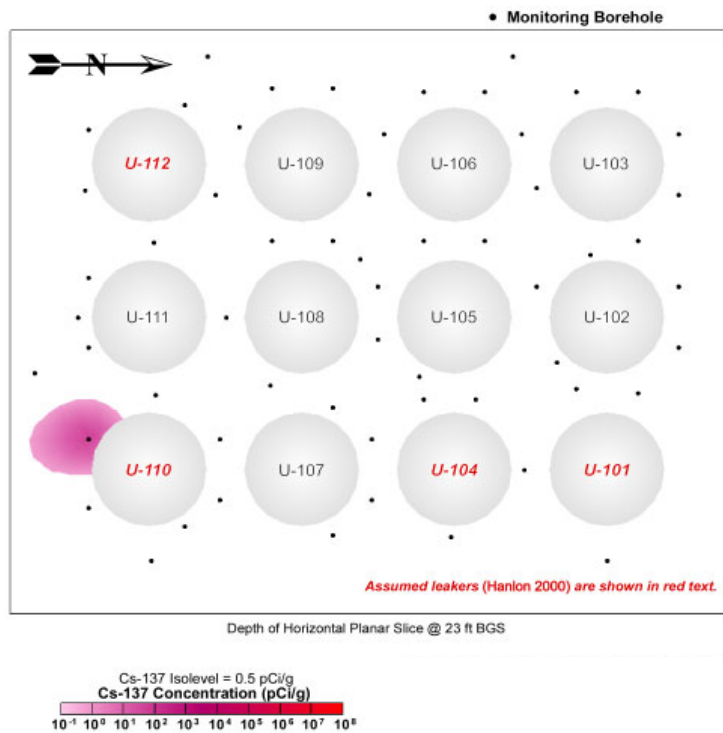 • Monitoring Borehole
N
U-112 U-109 U-106 U-103
U-111 U-108 U-105 U-102
U-110 U-107 U-104 U-101
Assumed leakers (Hanlon 2000) are shown in red text.
Depth of Horizontal Planar Slice @ 23 ft BGS
Cs-137 Isolevel = 0.5 pCi/g
Cs-137 Concentration (pCi/g)
10⁻¹ 10⁰ 10¹ 10² 10³ 10⁴ 10⁵ 10⁶ 10⁷ 10⁸